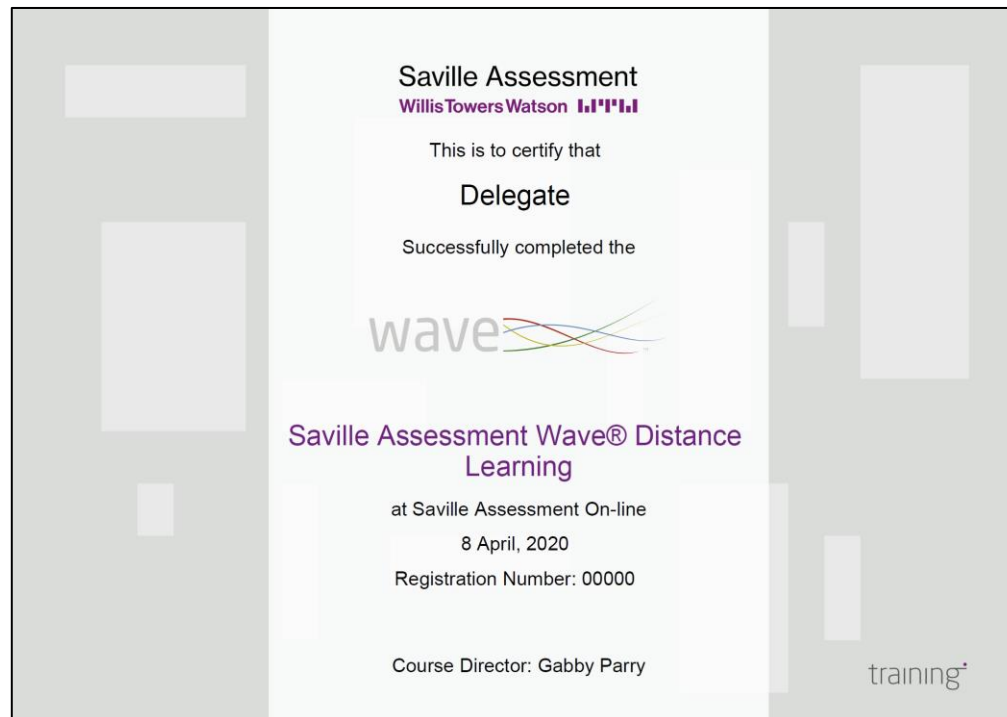 Saville Assessment
WillisTowersWatson
This is to certify that
Delegate
Successfully completed the
wave
Saville Assessment Wave® Distance
Learning
at Saville Assessment On-line
8 April, 2020
Registration Number: 00000
Course Director: Gabby Parry
training